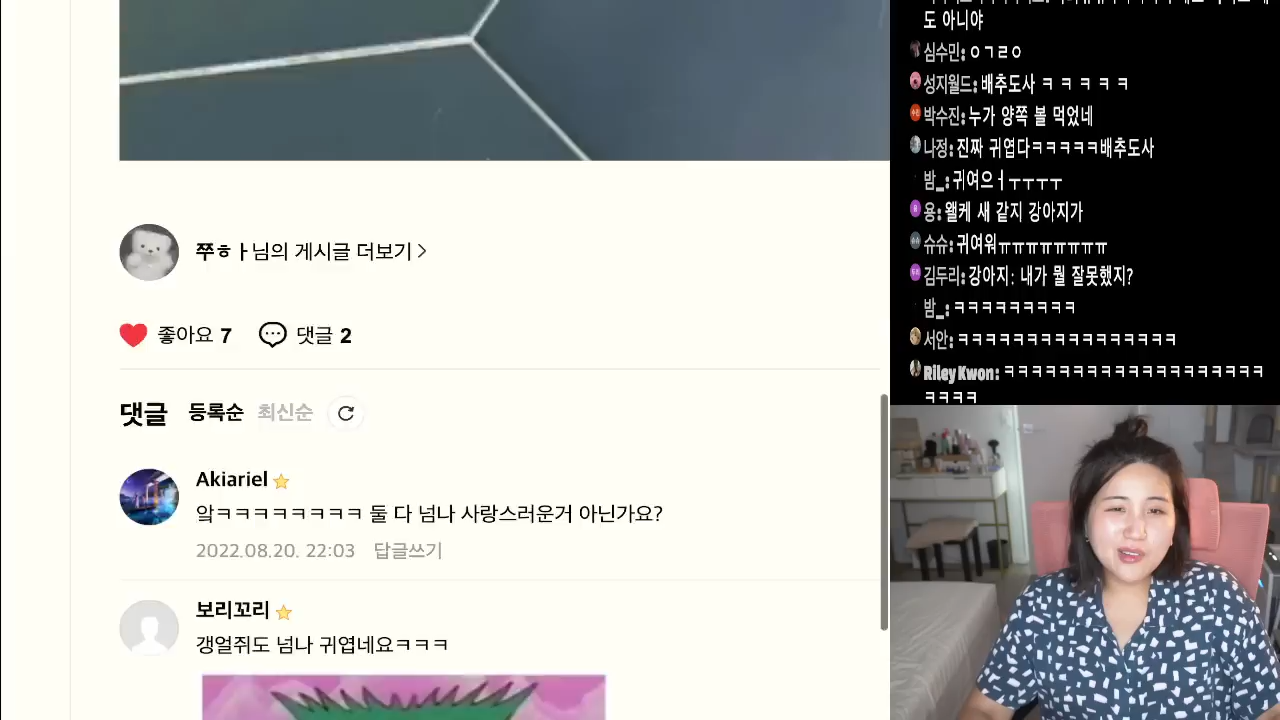 쭈ㅎㅏ님의 게시글 더보기 >
좋아요 7 댓글 2
댓글 등록순 최신순
Akiariel
앜ㅋㅋㅋㅋㅋㅋㅋㅋ 둘 다 넘나 사랑스러운거 아닌가요?
2022.08.20. 22:03 답글쓰기
보리꼬리
갱얼쥐도 넘나 귀엽네요ㅋㅋㅋ
도 아니야
심수민: ㅇㄱㄹㅇ
성지월드: 배추도사 ㅋ ㅋ ㅋ ㅋ ㅋ
박수진: 누가 양쪽 볼 먹었네
나정: 진짜 귀엽다ㅋㅋㅋㅋㅋ배추도사
밤_: 귀여으ㅓㅜㅜㅜㅜ
용: 왤케 새 같지 강아지가
슈슈: 귀여워ㅠㅠㅠㅠㅠㅠㅠㅠ
김두리: 강아지: 내가 뭘 잘못했지?
밤_: ㅋㅋㅋㅋㅋㅋㅋㅋㅋ
서안: ㅋㅋㅋㅋㅋㅋㅋㅋㅋㅋㅋㅋㅋㅋㅋㅋ
Riley Kwon: ㅋㅋㅋㅋㅋㅋㅋㅋㅋㅋㅋㅋㅋㅋㅋㅋㅋㅋㅋ
ㅋㅋㅋㅋ